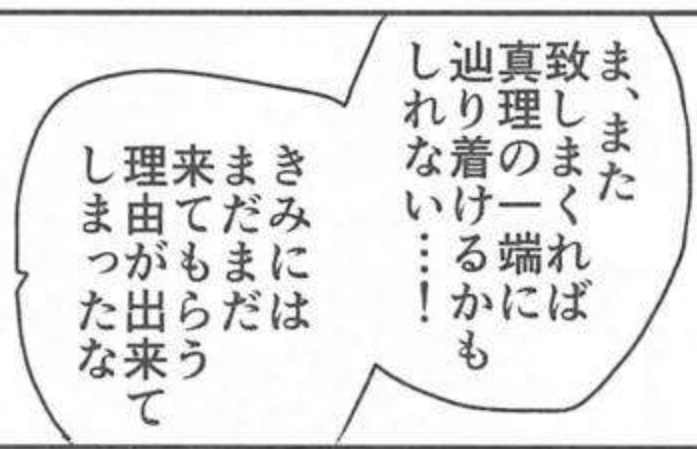 ま、また
致しまくれば
真理の一端に
辿り着けるかも
しれない…！
きみには
まだまだ
来てもらう
理由が出来て
しまったな